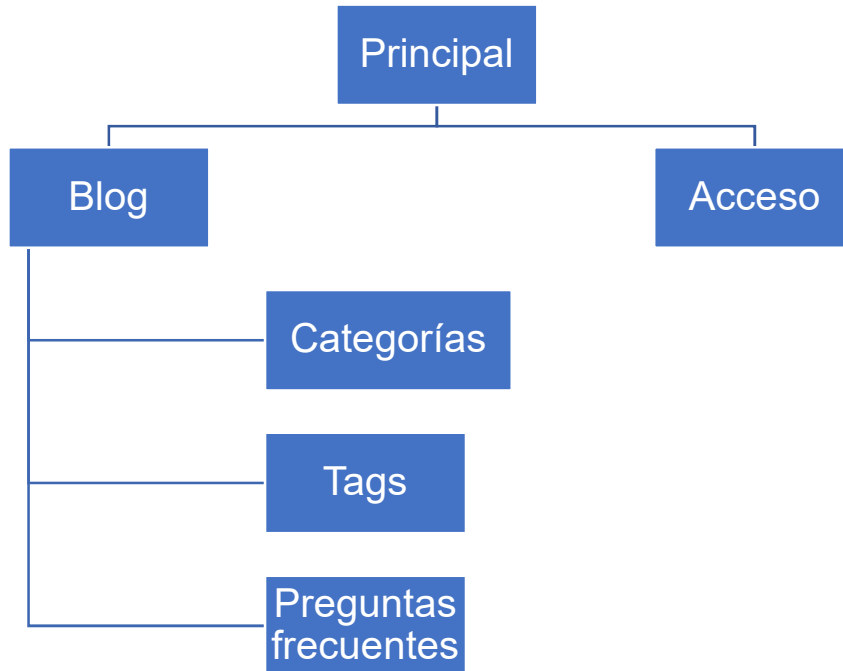 Principal
Blog
Acceso
Categorías
Tags
Preguntas
frecuentes